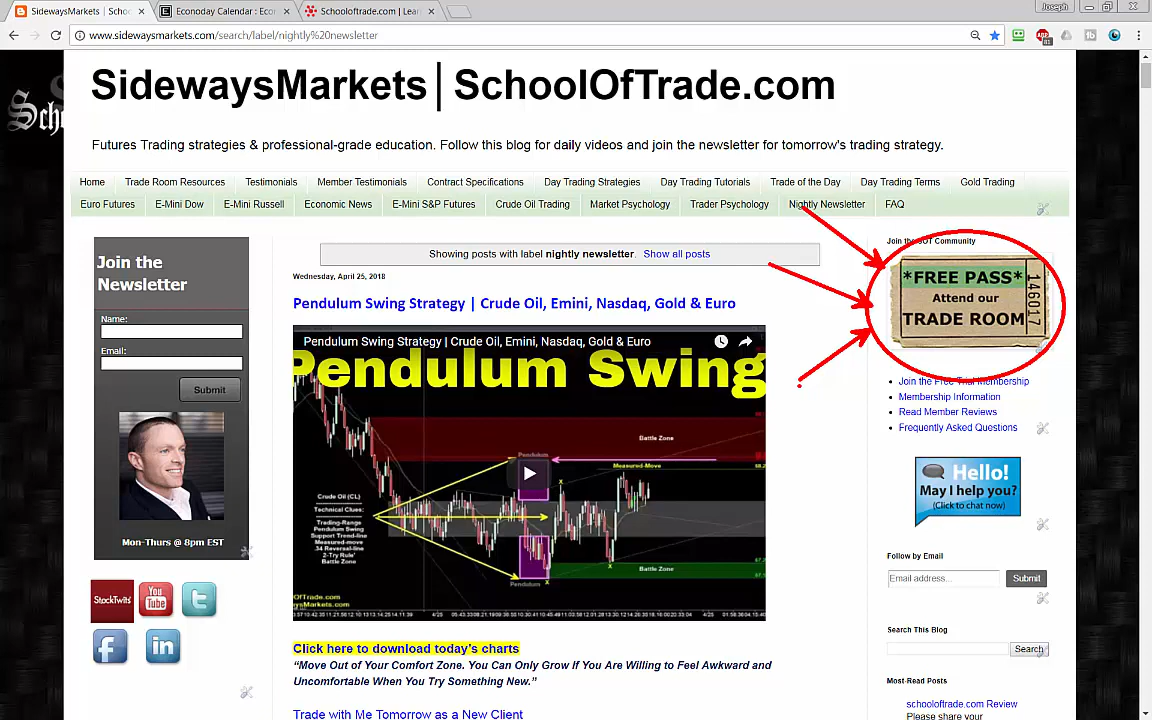 SidewaysMarkets | Schoo
Econoday Calendar : Eco
Schooloftrade.com | Lea
Joseph
www.sidewaysmarkets.com/search/label/nightly%20newsletter
SidewaysMarkets│SchoolOfTrade.com
Futures Trading strategies & professional-grade education. Follow this blog for daily videos and join the newsletter for tomorrow's trading strategy.
Home Trade Room Resources Testimonials Member Testimonials Contract Specifications Day Trading Strategies Day Trading Tutorials Trade of the Day Day Trading Terms Gold Trading
Euro Futures E-Mini Dow E-Mini Russell Economic News E-Mini S&P Futures Crude Oil Trading Market Psychology Trader Psychology Nightly Newsletter FAQ
Join the
Newsletter
Name:
Email:
Submit
Mon-Thurs @ 8pm EST
StockTwits
You
Tube
Showing posts with label nightly newsletter. Show all posts
Wednesday, April 25, 2018
Pendulum Swing Strategy | Crude Oil, Emini, Nasdaq, Gold & Euro
Pendulum Swing Strategy | Crude Oil, Emini, Nasdaq, Gold & Euro
Pendulum Swing
Battle Zone
Pendulum
Measured-Move
Crude Oil (CL)
Technical Clues:
Trading-Range
Pendulum Swing
Support Trend-line
Measured-move
.34 Reversal-line
2-Try Rule'
Battle Zone
Battle Zone
Pendulum
OfTrade.com
ysMarkets.com
Click here to download today's charts
“Move Out of Your Comfort Zone. You Can Only Grow If You Are Willing to Feel Awkward and
Uncomfortable When You Try Something New.”
Trade with Me Tomorrow as a New Client
Join the SOT Community
*FREE PASS*
Attend our
TRADE ROOM
146017
Join the Free Trial Membership
Membership Information
Read Member Reviews
Frequently Asked Questions
Hello!
May I help you?
(Click to chat now)
Follow by Email
Email address...
Submit
Search This Blog
Search
Most-Read Posts
schooloftrade.com Review
Please share your